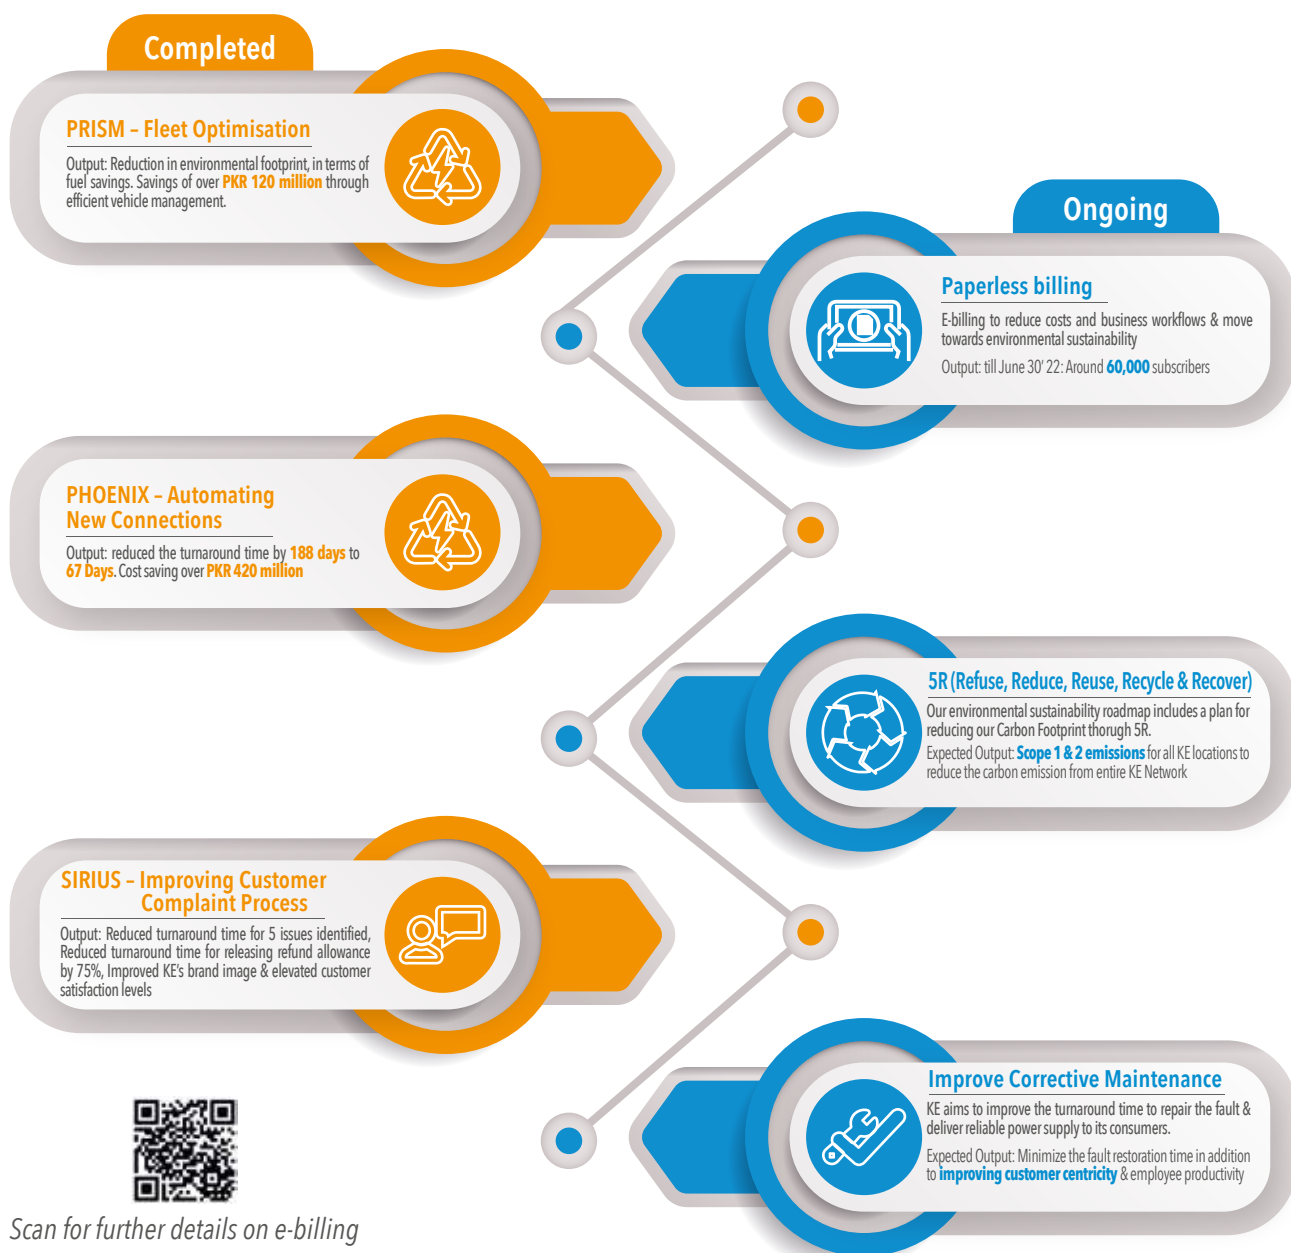 Completed
PRISM – Fleet Optimisation
Output: Reduction in environmental footprint, in terms of
fuel savings. Savings of over PKR 120 million through
efficient vehicle management.
Ongoing
Paperless billing
E-billing to reduce costs and business workflows & move
towards environmental sustainability
Output: till June 30' 22: Around 60,000 subscribers
PHOENIX – Automating
New Connections
Output: reduced the turnaround time by 188 days to
67 Days. Cost saving over PKR 420 million
5R (Refuse, Reduce, Reuse, Recycle & Recover)
Our environmental sustainability roadmap includes a plan for
reducing our Carbon Footprint thorugh 5R.
Expected Output: Scope 1 & 2 emissions for all KE locations to
reduce the carbon emission from entire KE Network
SIRIUS – Improving Customer
Complaint Process
Output: Reduced turnaround time for 5 issues identified,
Reduced turnaround time for releasing refund allowance
by 75%, Improved KE's brand image & elevated customer
satisfaction levels
Improve Corrective Maintenance
KE aims to improve the turnaround time to repair the fault &
deliver reliable power supply to its consumers.
Expected Output: Minimize the fault restoration time in addition
to improving customer centricity & employee productivity
Scan for further details on e-billing